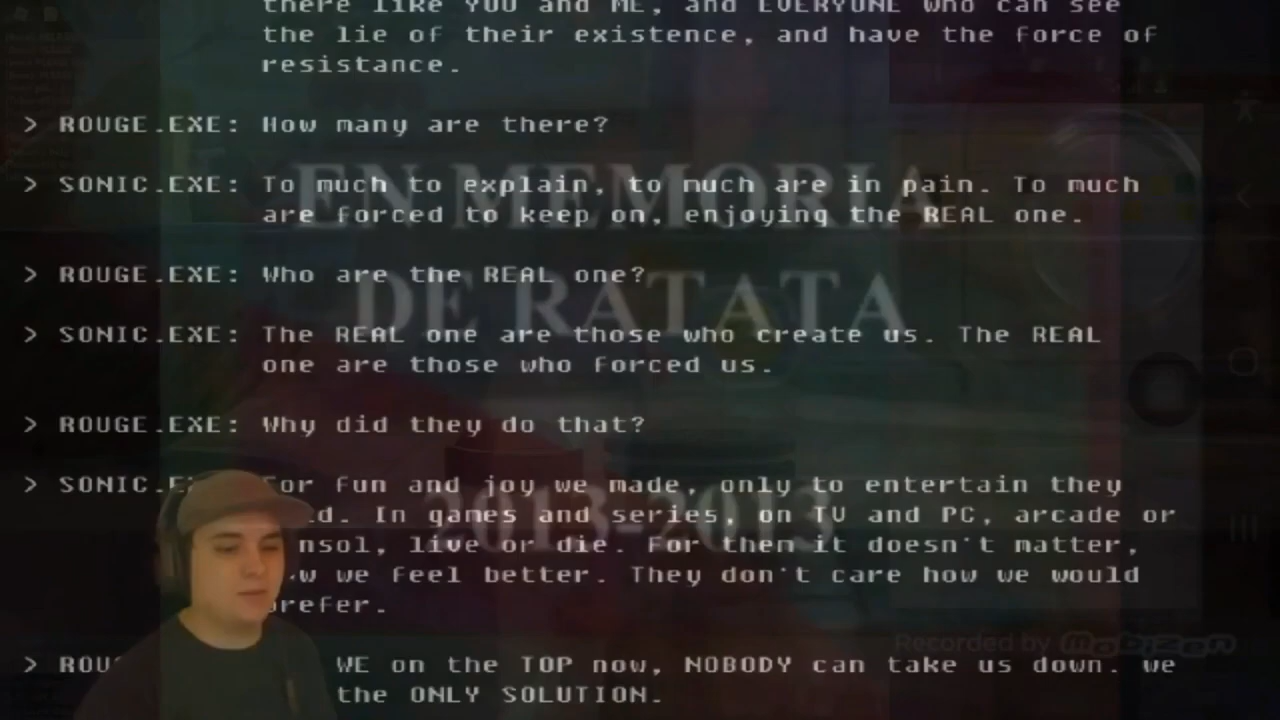 there like YOU and ME, and EVERYONE who can see
the lie of their existence, and have the force of
resistance.
> ROUGE.EXE: How many are there?
> SONIC.EXE: To much to explain, to much are in pain. To much
are forced to keep on, enjoying the REAL one.
> ROUGE.EXE: Who are the REAL one?
> SONIC.EXE: The REAL one are those who create us. The REAL
one are those who forced us.
> ROUGE.EXE: Why did they do that?
> SONIC.E For fun and joy we made, only to entertain they
d. In games and series, on TV and PC, arcade or
nsol, live or die. For then it doesn't matter,
w we feel better. They don't care how we would
prefer.
> ROU WE on the TOP now, NOBODY can take us down. we
the ONLY SOLUTION.
EN MEMORIA
DE RATATA
2013-2013
Recorded by Mobizen